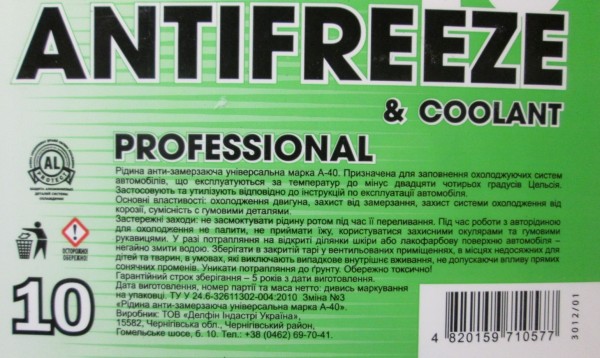 ANTIFREEZE
& COOLANT
PROFESSIONAL
Рідина анти-замерзаюча універсальна марка А-40. Призначена для заповнення охолоджуючих систем
автомобілів, що експлуатуються за температур до мінус двадцяти чотирьох градусів Цельсія.
Застосовують та утилізують відповідно до інструкцій по експлуатації автомобіля.
Основні властивості: охолодження двигуна, захист від замерзання, захист системи охолодження від
корозії, сумісність с гумовими деталями.
Застережні заходи: не засмоктувати рідину ротом під час її переливання. Під час роботи з авторідиною
для охолодження не палити, не приймати їжу, користуватися захисними окулярами та гумовими
рукавицями. У разі потрапляння на відкриті ділянки шкіри або лакофарбову поверхню автомобіля -
негайно змити водою. Зберігати в закритій тарі у вентильованих приміщеннях, в місцях недосяжних для
дітей та тварин, в умовах, які виключають випадкове внутрішнє вживання, не допускаючи впливу прямих
сонячних променів. Уникати потрапляння до ґрунту. Обережно токсично!
Гарантійний строк зберігання – 5 років з дати виготовлення.
Дата виготовлення, номер партії та маса нетто: дивись маркування
на упаковці. ТУ У 24.6-32611302-004:2010 Зміна №3
«Рідина анти-замерзаюча універсальна марка А-40».
Виробник: ТОВ «Делфін Індастрі Україна»,
15582, Чернігівська обл., Чернігівський район,
Гомельське шосе, б. 10. Тел.: +38 (0462) 69-70-41.
AL
ОСТОРОЖНО
ОБЕРЕЖНО!
10
4 820159 710577
3012/01